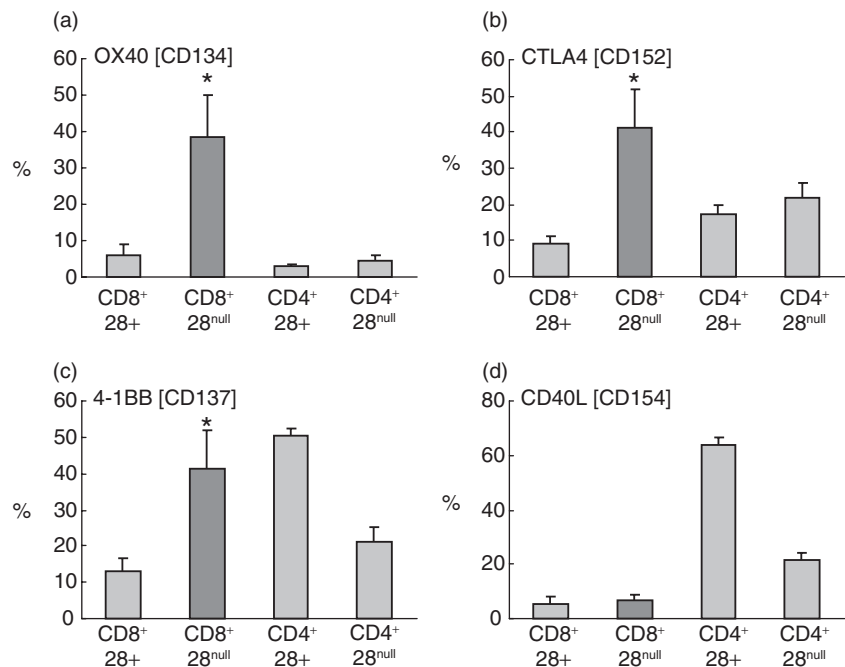 (a)
OX40 [CD134]
60
50
40
30
20
10
0
%
*
CD8⁺ CD8⁺ CD4⁺ CD4⁺
28+ 28ⁿᵘˡˡ 28+ 28ⁿᵘˡˡ
(b)
CTLA4 [CD152]
60
50
40
30
20
10
0
%
*
CD8⁺ CD8⁺ CD4⁺ CD4⁺
28+ 28ⁿᵘˡˡ 28+ 28ⁿᵘˡˡ
(c)
4-1BB [CD137]
60
50
40
30
20
10
0
%
*
CD8⁺ CD8⁺ CD4⁺ CD4⁺
28+ 28ⁿᵘˡˡ 28+ 28ⁿᵘˡˡ
(d)
CD40L [CD154]
80
60
40
20
0
%
CD8⁺ CD8⁺ CD4⁺ CD4⁺
28+ 28ⁿᵘˡˡ 28+ 28ⁿᵘˡˡ